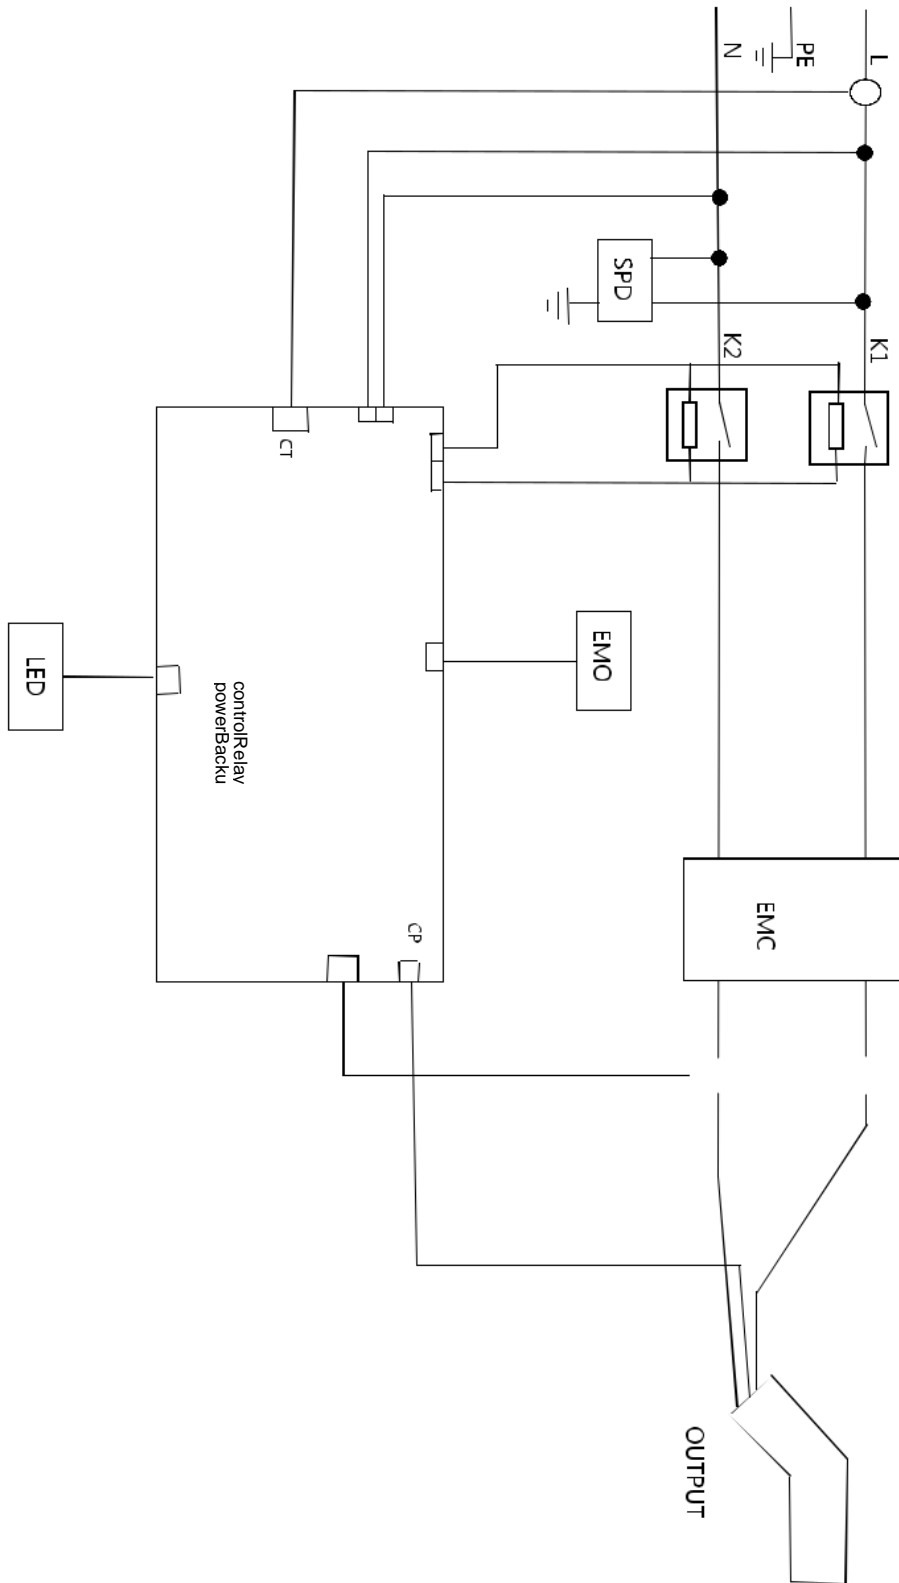 L
PE
N
SPD
K1
K2
CT
EMO
LED
controlRelav
powerBacku
EMC
CP
OUTPUT